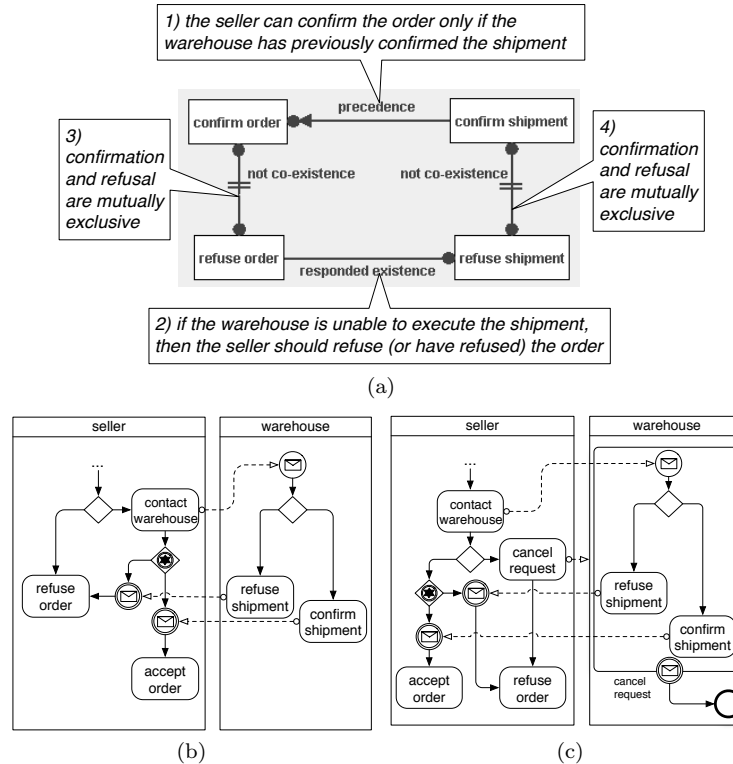 1) the seller can confirm the order only if the
warehouse has previously confirmed the shipment
precedence
confirm order
confirm shipment
3)
confirmation
and refusal
are mutually
exclusive
4)
confirmation
and refusal
are mutually
exclusive
not co-existence
not co-existence
refuse order
refuse shipment
responded existence
2) if the warehouse is unable to execute the shipment,
then the seller should refuse (or have refused) the order
(a)
seller
warehouse
...
contact
warehouse
refuse
order
refuse
shipment
confirm
shipment
accept
order
(b)
seller
warehouse
...
contact
warehouse
cancel
request
refuse
shipment
confirm
shipment
accept
order
refuse
order
cancel
request
(c)